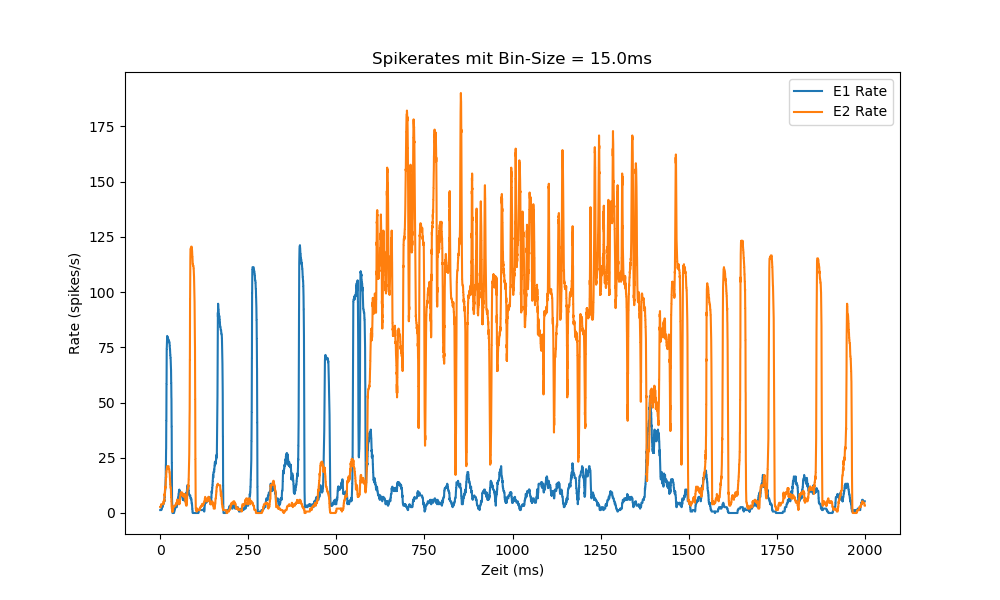 Spikerates mit Bin-Size = 15.0ms
E1 Rate
E2 Rate
175
150
125
100
75
50
25
0
Rate (spikes/s)
0 250 500 750 1000 1250 1500 1750 2000
Zeit (ms)